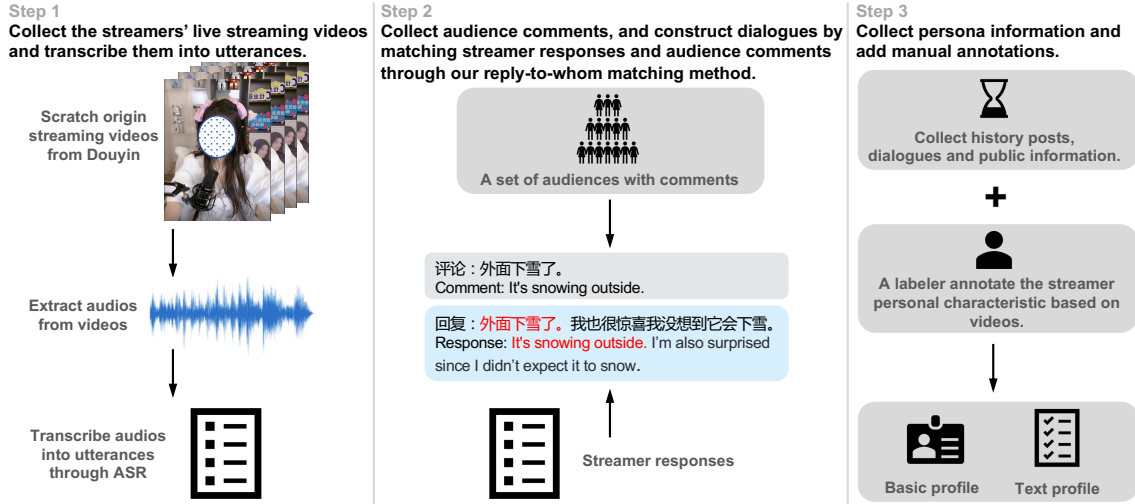 Step 1
Collect the streamers' live streaming videos
and transcribe them into utterances.
Scratch origin
streaming videos
from Douyin
Extract audios
from videos
Transcribe audios
into utterances
through ASR
Step 2
Collect audience comments, and construct dialogues by
matching streamer responses and audience comments
through our reply-to-whom matching method.
A set of audiences with comments
评论：外面下雪了。
Comment: It's snowing outside.
回复：外面下雪了。我也很惊喜我没想到它会下雪。
Response: It's snowing outside. I'm also surprised
since I didn't expect it to snow.
Streamer responses
Step 3
Collect persona information and
add manual annotations.
Collect history posts,
dialogues and public information.
+
A labeler annotate the streamer
personal characteristic based on
videos.
Basic profile
Text profile